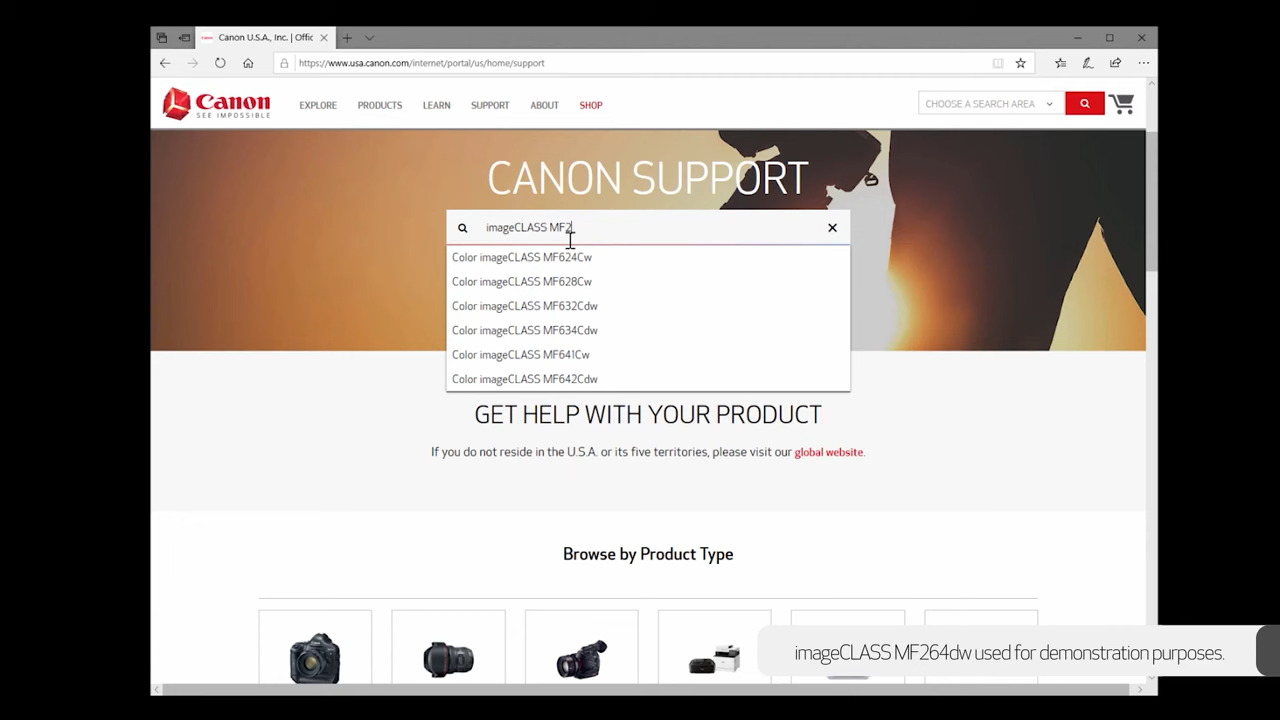 Canon U.S.A., Inc. | Offic
https://www.usa.canon.com/internet/portal/us/home/support
Canon
SEE IMPOSSIBLE
EXPLORE
PRODUCTS
LEARN
SUPPORT
ABOUT
SHOP
CHOOSE A SEARCH AREA
CANON SUPPORT
imageCLASS MF2
Color imageCLASS MF624Cw
Color imageCLASS MF628Cw
Color imageCLASS MF632Cdw
Color imageCLASS MF634Cdw
Color imageCLASS MF641Cw
Color imageCLASS MF642Cdw
GET HELP WITH YOUR PRODUCT
If you do not reside in the U.S.A. or its five territories, please visit our global website.
Browse by Product Type
imageCLASS MF264dw used for demonstration purposes.